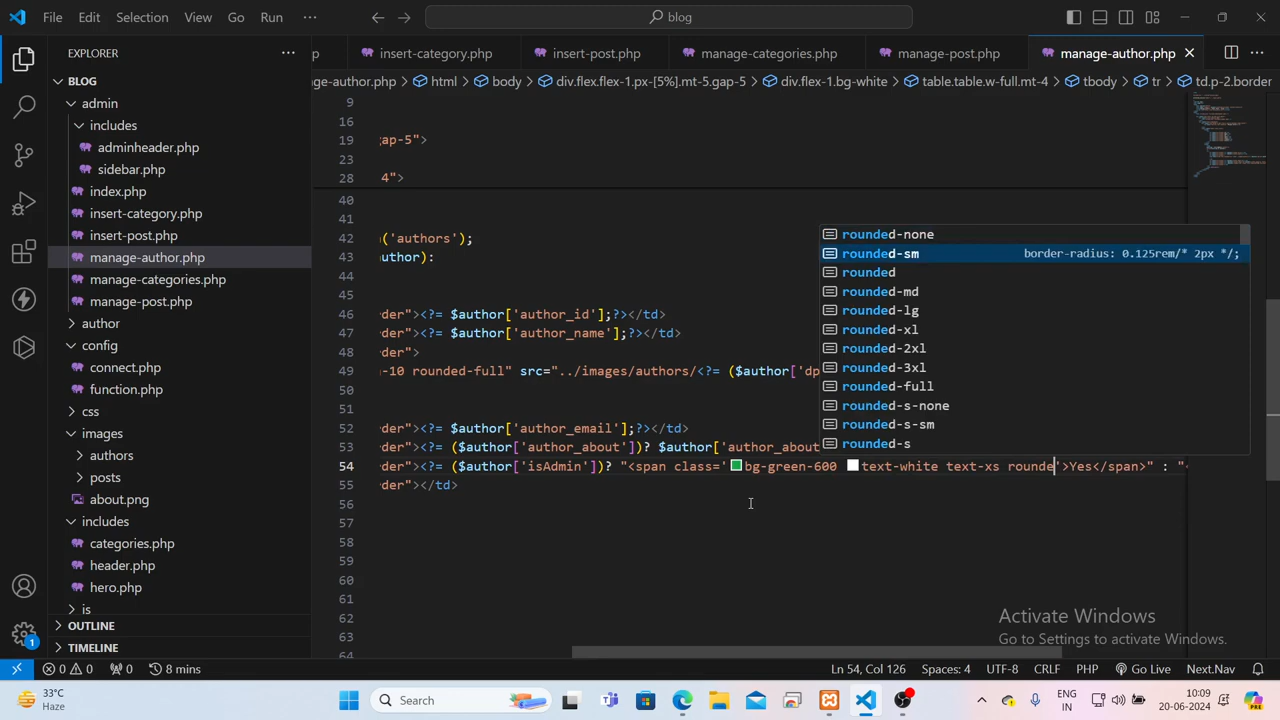 File Edit Selection View Go Run ··· blog
EXPLORER ···
p insert-category.php insert-post.php manage-categories.php manage-post.php manage-author.php
nage-author.php > html > body > div.flex.flex-1.px-[5%].mt-5.gap-5 > div.flex-1.bg-white > table.table.w-full.mt-4 > tbody > tr > td.p-2.border
BLOG
admin
includes
adminheader.php
sidebar.php
index.php
insert-category.php
insert-post.php
manage-author.php
manage-categories.php
manage-post.php
author
config
connect.php
function.php
css
images
authors
posts
about.png
includes
categories.php
header.php
hero.php
is
OUTLINE
TIMELINE
9
16
19 ;ap-5">
23
28 4">
40
41
42 ('authors');
43 author):
44
45
46 der"><?= $author['author_id'];?></td>
47 der"><?= $author['author_name'];?></td>
48 der">
49 -10 rounded-full" src="../images/authors/<?= ($author['dp
50
51
52 der"><?= $author['author_email'];?></td>
53 der"><?= ($author['author_about'])? $author['author_about
54 der"><?= ($author['isAdmin'])? "<span class='bg-green-600 text-white text-xs rounde'>Yes</span>" : "<
55 der"></td>
56
57
58
59
60
61
62
63
64
rounded-none
rounded-sm border-radius: 0.125rem/* 2px */;
rounded
rounded-md
rounded-lg
rounded-xl
rounded-2xl
rounded-3xl
rounded-full
rounded-s-none
rounded-s-sm
rounded-s
Activate Windows
Go to Settings to activate Windows.
1
0 0 0 8 mins Ln 54, Col 126 Spaces: 4 UTF-8 CRLF PHP Go Live Next.Nav
33°C
Haze
Search
ENG
IN
10:09
20-06-2024
PRE